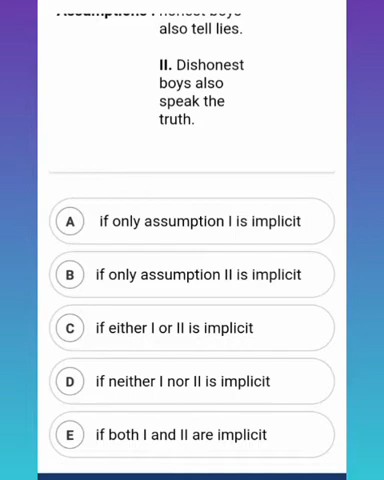 also tell lies.
II. Dishonest
boys also
speak the
truth.
A if only assumption I is implicit
B if only assumption II is implicit
C if either I or II is implicit
D if neither I nor II is implicit
E if both I and II are implicit